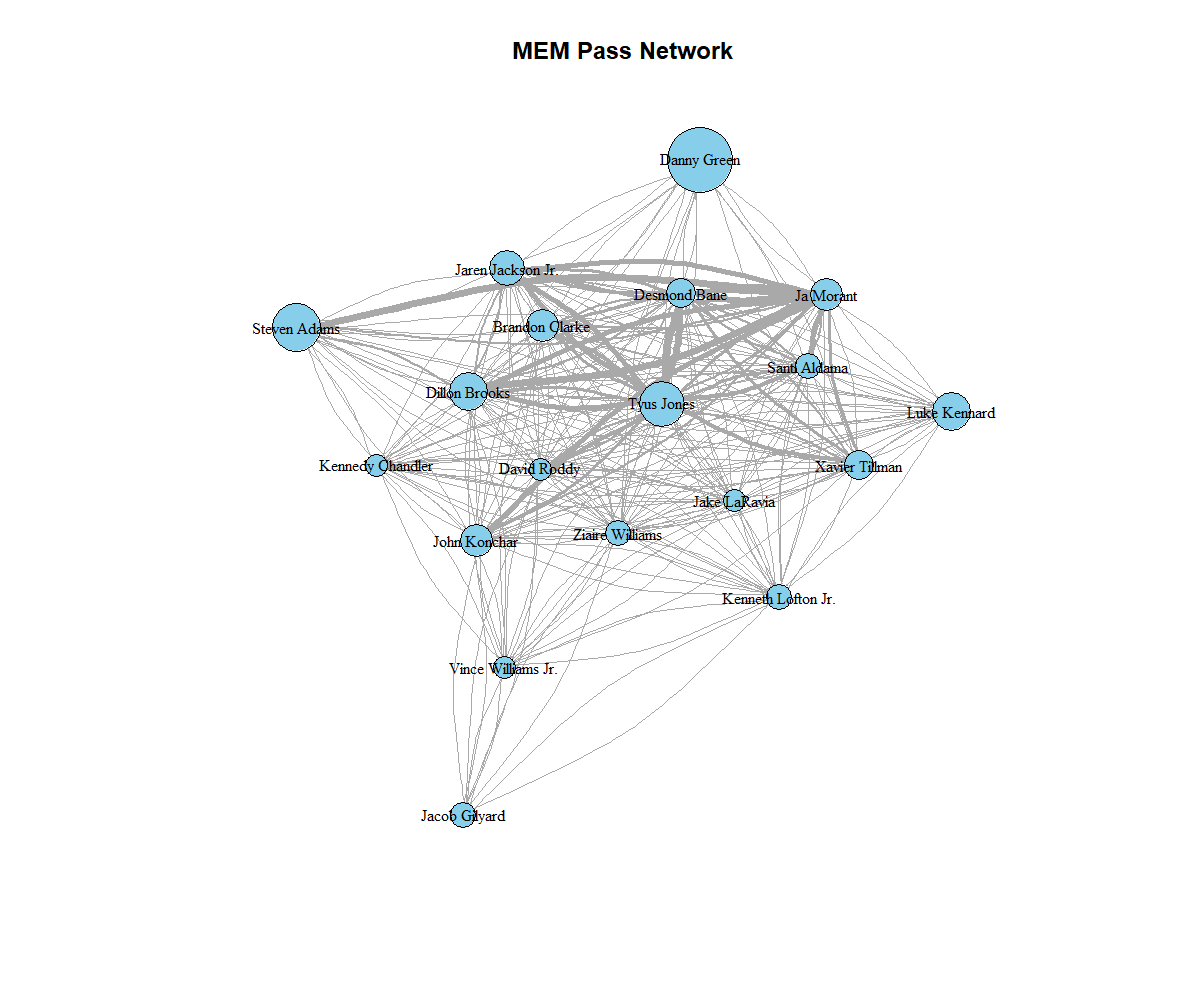 MEM Pass Network
Danny Green
Jaren Jackson Jr.
Desmond Bane
Ja Morant
Steven Adams
Brandon Clarke
Santi Aldama
Dillon Brooks
Tyus Jones
Luke Kennard
Kennedy Chandler
David Roddy
Xavier Tillman
Jake LaRavia
John Konchar
Ziaire Williams
Kenneth Lofton Jr.
Vince Williams Jr.
Jacob Gilyard